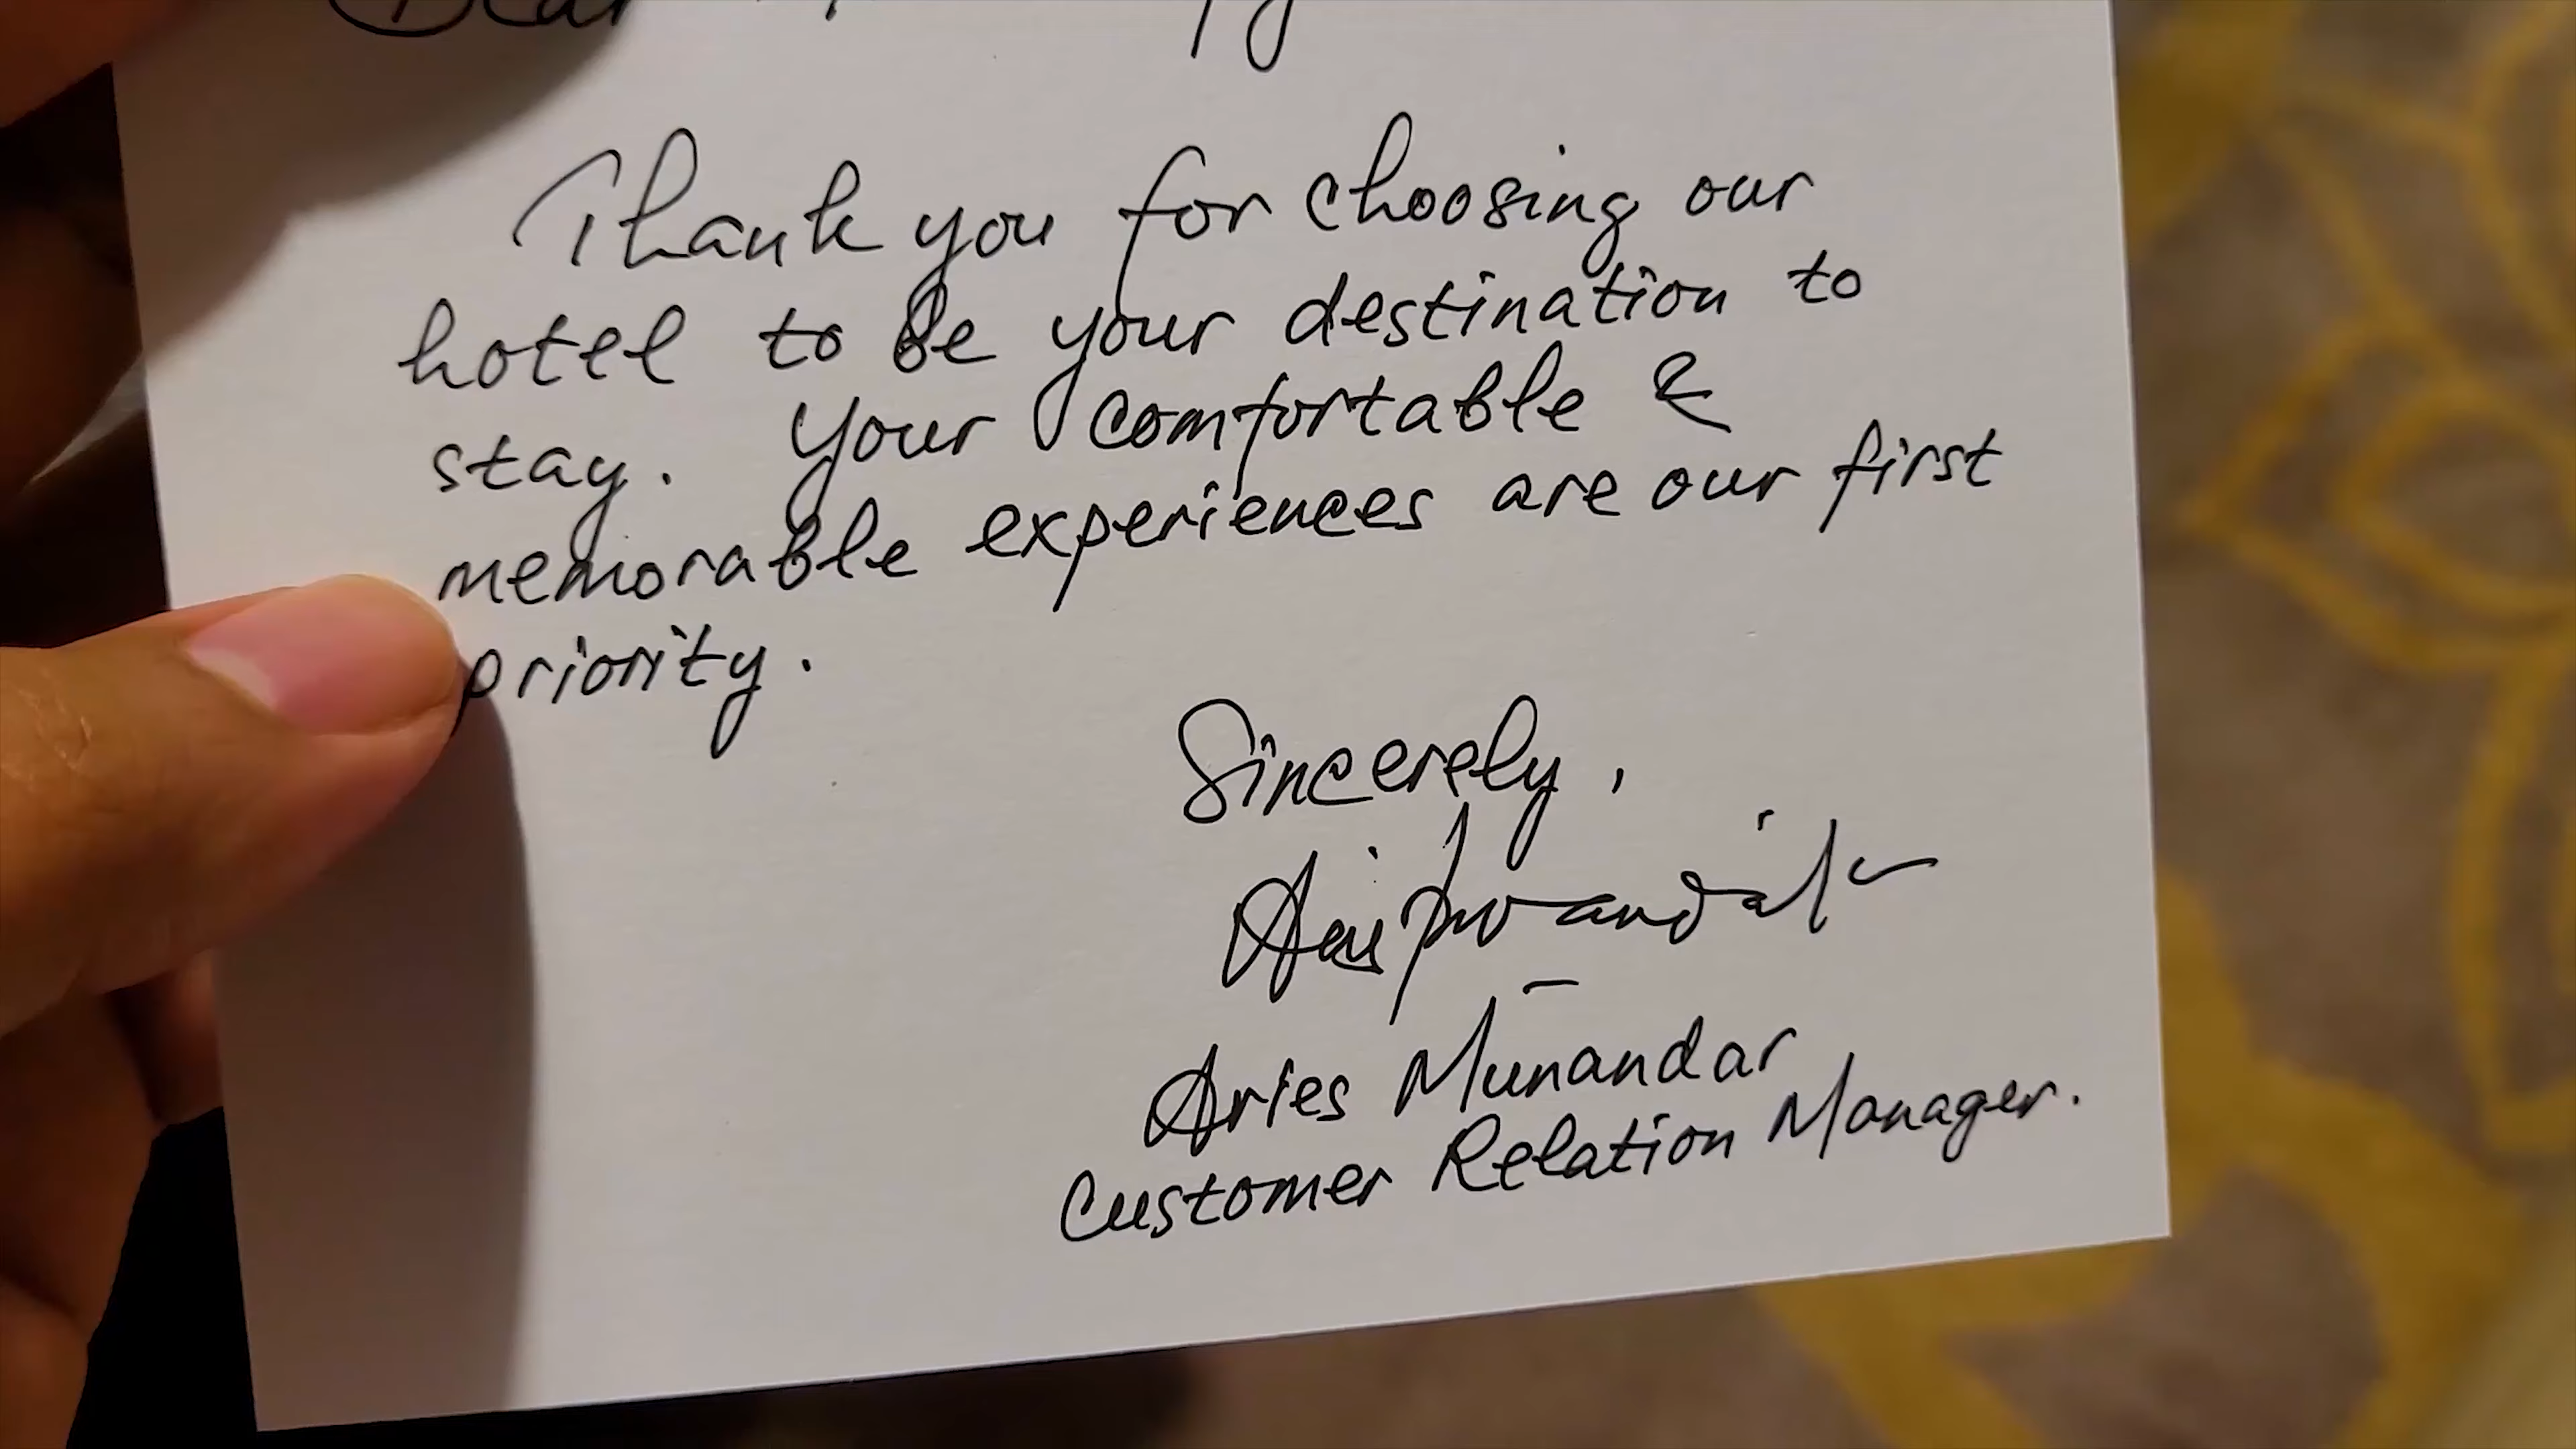 Dear
Thank you for choosing our
hotel to be your destination to
stay. Your comfortable &
memorable experiences are our first
priority.
Sincerely,
Aries Munandar
Customer Relation Manager.